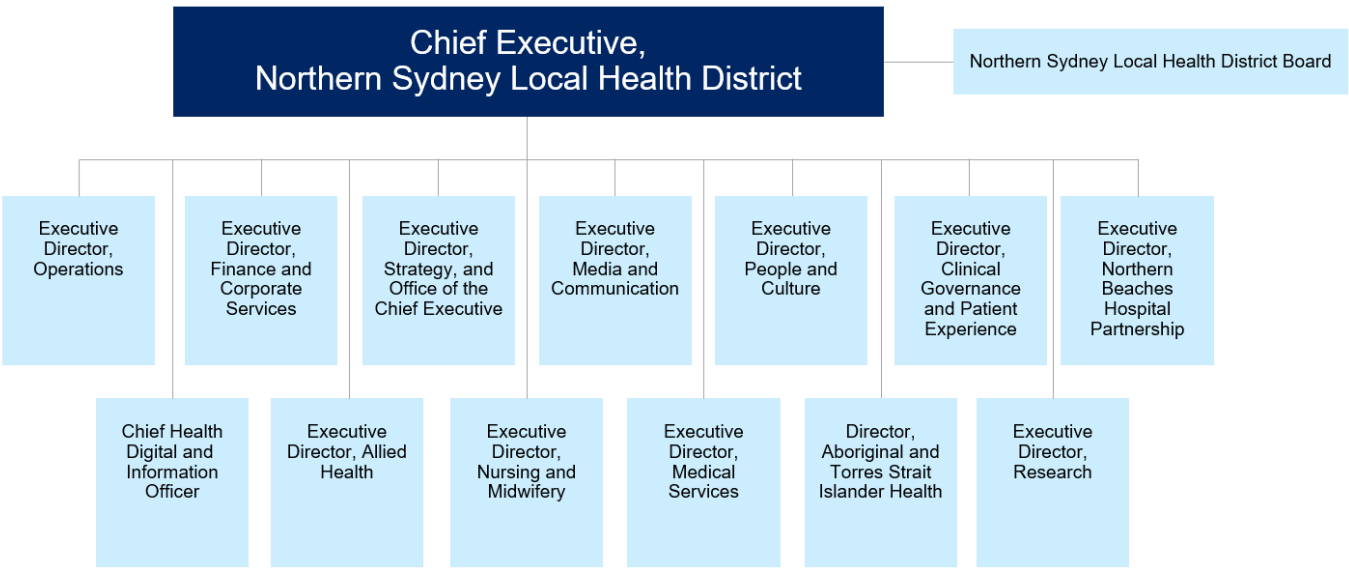 Chief Executive,
Northern Sydney Local Health District
Northern Sydney Local Health District Board
Executive
Director,
Operations
Executive
Director,
Finance and
Corporate
Services
Executive
Director,
Strategy, and
Office of the
Chief Executive
Executive
Director,
Media and
Communication
Executive
Director,
People and
Culture
Executive
Director,
Clinical
Governance
and Patient
Experience
Executive
Director,
Northern
Beaches
Hospital
Partnership
Chief Health
Digital and
Information
Officer
Executive
Director, Allied
Health
Executive
Director,
Nursing and
Midwifery
Executive
Director,
Medical
Services
Director,
Aboriginal and
Torres Strait
Islander Health
Executive
Director,
Research